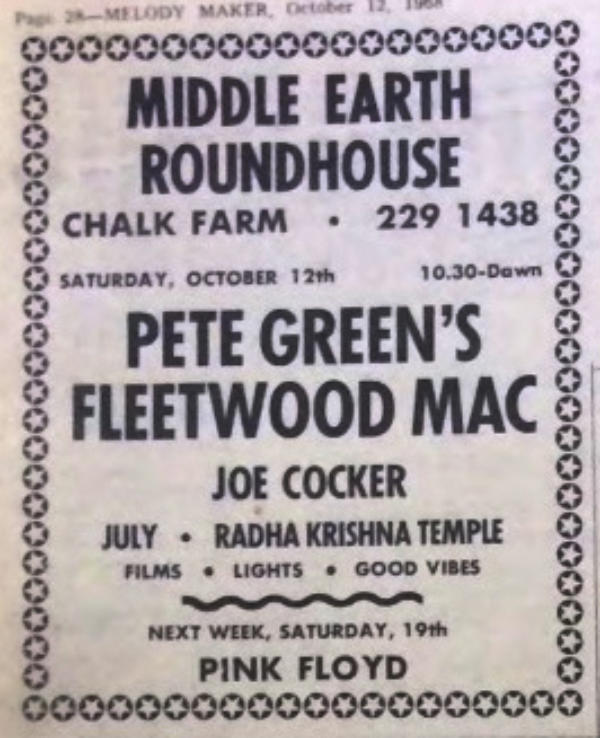 Page 28—MELODY MAKER, October 12, 1968
MIDDLE EARTH
ROUNDHOUSE
CHALK FARM • 229 1438
SATURDAY, OCTOBER 12th 10.30-Dawn
PETE GREEN'S
FLEETWOOD MAC
JOE COCKER
JULY • RADHA KRISHNA TEMPLE
FILMS • LIGHTS • GOOD VIBES
NEXT WEEK, SATURDAY, 19th
PINK FLOYD